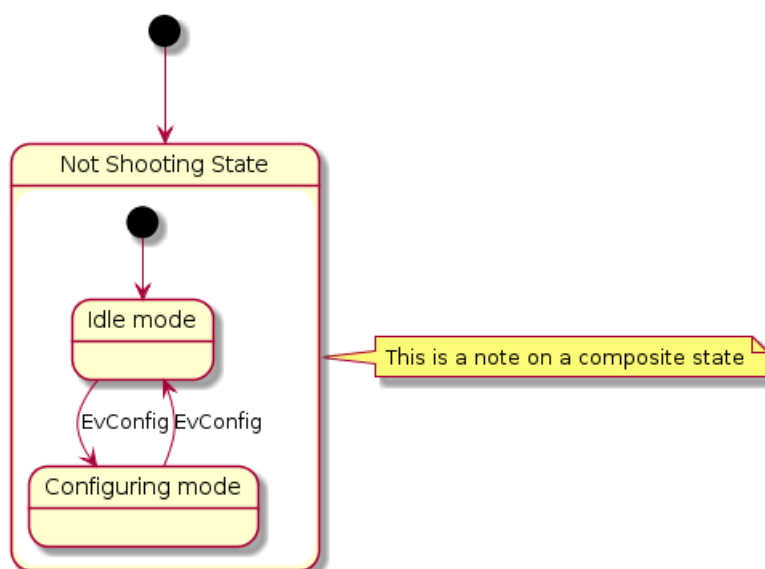 Not Shooting State
Idle mode
This is a note on a composite state
EvConfig EvConfig
Configuring mode